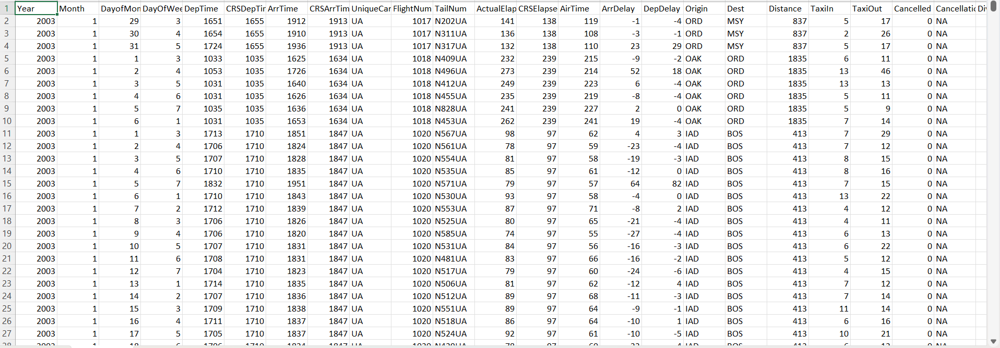 1 Year Month DayofMon DayOfWee DepTime CRSDepTir ArrTime CRSArrTim UniqueCar FlightNum TailNum ActualElap CRSElapse AirTime ArrDelay DepDelay Origin Dest Distance TaxiIn TaxiOut Cancelled Cancellatic Di
2 2003 1 29 3 1651 1655 1912 1913 UA 1017 N202UA 141 138 119 -1 -4 ORD MSY 837 5 17 0 NA
3 2003 1 30 4 1654 1655 1910 1913 UA 1017 N311UA 136 138 108 -3 -1 ORD MSY 837 2 26 0 NA
4 2003 1 31 5 1724 1655 1936 1913 UA 1017 N317UA 132 138 110 23 29 ORD MSY 837 5 17 0 NA
5 2003 1 1 3 1033 1035 1625 1634 UA 1018 N409UA 232 239 215 -9 -2 OAK ORD 1835 6 11 0 NA
6 2003 1 2 4 1053 1035 1726 1634 UA 1018 N496UA 273 239 214 52 18 OAK ORD 1835 13 46 0 NA
7 2003 1 3 5 1031 1035 1640 1634 UA 1018 N412UA 249 239 223 6 -4 OAK ORD 1835 13 13 0 NA
8 2003 1 4 6 1031 1035 1626 1634 UA 1018 N455UA 235 239 219 -8 -4 OAK ORD 1835 5 11 0 NA
9 2003 1 5 7 1035 1035 1636 1634 UA 1018 N828UA 241 239 227 2 0 OAK ORD 1835 5 9 0 NA
10 2003 1 6 1 1031 1035 1653 1634 UA 1018 N453UA 262 239 241 19 -4 OAK ORD 1835 7 14 0 NA
11 2003 1 1 3 1713 1710 1851 1847 UA 1020 N567UA 98 97 62 4 3 IAD BOS 413 7 29 0 NA
12 2003 1 2 4 1706 1710 1824 1847 UA 1020 N561UA 78 97 59 -23 -4 IAD BOS 413 7 12 0 NA
13 2003 1 3 5 1707 1710 1828 1847 UA 1020 N554UA 81 97 58 -19 -3 IAD BOS 413 8 15 0 NA
14 2003 1 4 6 1710 1710 1835 1847 UA 1020 N535UA 85 97 61 -12 0 IAD BOS 413 8 16 0 NA
15 2003 1 5 7 1832 1710 1951 1847 UA 1020 N571UA 79 97 57 64 82 IAD BOS 413 7 15 0 NA
16 2003 1 6 1 1710 1710 1843 1847 UA 1020 N530UA 93 97 58 -4 0 IAD BOS 413 13 22 0 NA
17 2003 1 7 2 1712 1710 1839 1847 UA 1020 N553UA 87 97 71 -8 2 IAD BOS 413 4 12 0 NA
18 2003 1 8 3 1706 1710 1826 1847 UA 1020 N525UA 80 97 65 -21 -4 IAD BOS 413 4 11 0 NA
19 2003 1 9 4 1706 1710 1820 1847 UA 1020 N585UA 74 97 55 -27 -4 IAD BOS 413 6 13 0 NA
20 2003 1 10 5 1707 1710 1831 1847 UA 1020 N531UA 84 97 56 -16 -3 IAD BOS 413 6 22 0 NA
21 2003 1 11 6 1708 1710 1831 1847 UA 1020 N481UA 83 97 66 -16 -2 IAD BOS 413 5 12 0 NA
22 2003 1 12 7 1704 1710 1823 1847 UA 1020 N517UA 79 97 60 -24 -6 IAD BOS 413 4 15 0 NA
23 2003 1 13 1 1714 1710 1835 1847 UA 1020 N506UA 81 97 62 -12 4 IAD BOS 413 7 12 0 NA
24 2003 1 14 2 1707 1710 1836 1847 UA 1020 N512UA 89 97 68 -11 -3 IAD BOS 413 7 14 0 NA
25 2003 1 15 3 1709 1710 1838 1847 UA 1020 N551UA 89 97 64 -9 -1 IAD BOS 413 11 14 0 NA
26 2003 1 16 4 1711 1710 1837 1847 UA 1020 N518UA 86 97 64 -10 1 IAD BOS 413 6 16 0 NA
27 2003 1 17 5 1705 1710 1837 1847 UA 1020 N524UA 92 97 61 -10 -5 IAD BOS 413 10 21 0 NA